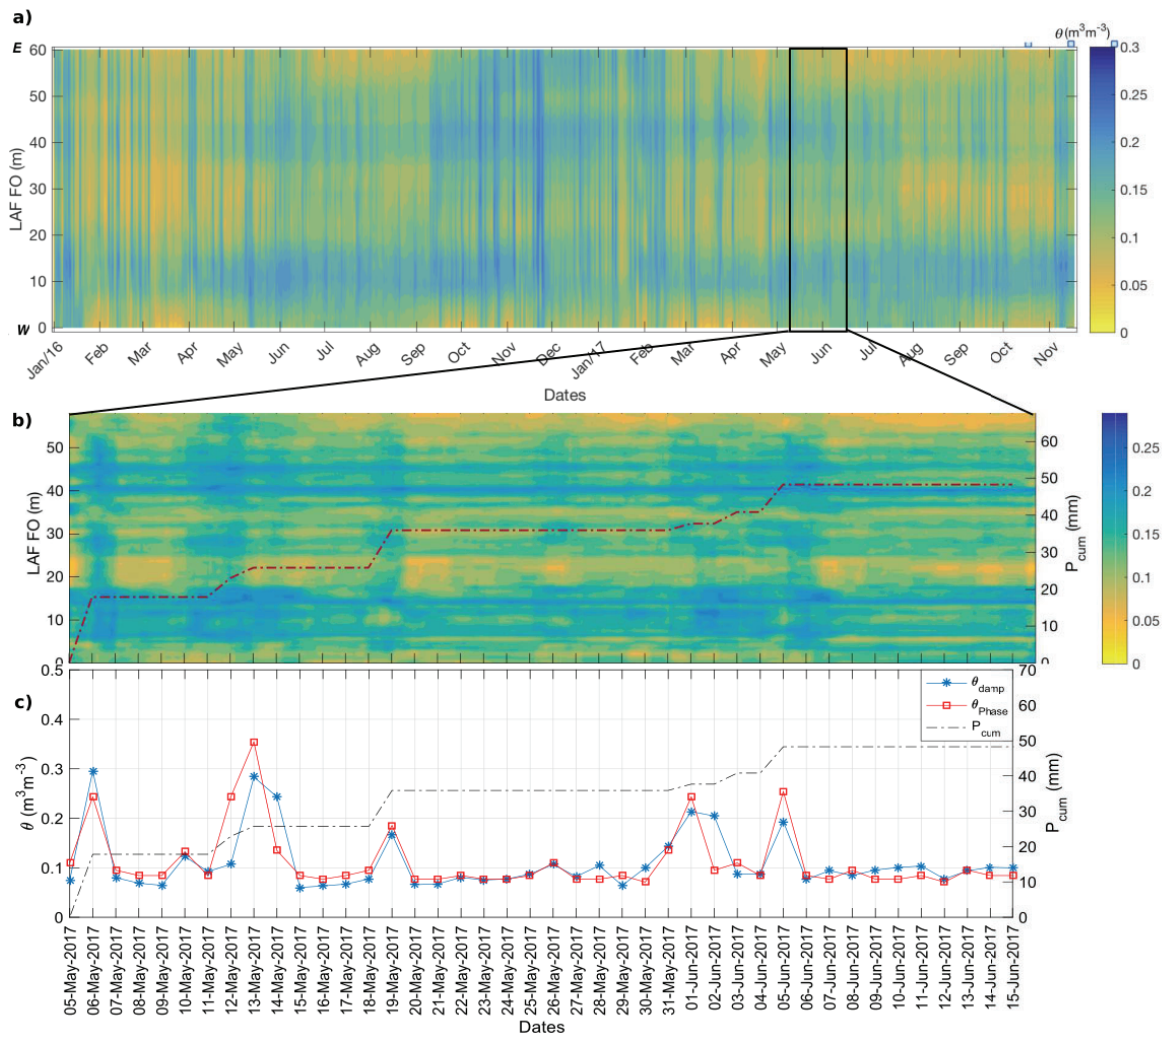 a)
θ (m³m⁻³)
E
60
50
40
30
20
10
0
W
LAF FO (m)
0.3
0.25
0.2
0.15
0.1
0.05
0
Jan/16 Feb Mar Apr May Jun Jul Aug Sep Oct Nov Dec Jan/17 Feb Mar Apr May Jun Jul Aug Sep Oct Nov
Dates
b)
50
40
30
20
10
0
LAF FO (m)
60
50
40
30
20
10
0
P_cum (mm)
0.25
0.2
0.15
0.1
0.05
0
c)
0.5
0.4
0.3
0.2
0.1
0
θ (m³m⁻³)
θ_damp
θ_Phase
P_cum
70
60
50
40
30
20
10
0
P_cum (mm)
05-May-2017
06-May-2017
07-May-2017
08-May-2017
09-May-2017
10-May-2017
11-May-2017
12-May-2017
13-May-2017
14-May-2017
15-May-2017
16-May-2017
17-May-2017
18-May-2017
19-May-2017
20-May-2017
21-May-2017
22-May-2017
23-May-2017
24-May-2017
25-May-2017
26-May-2017
27-May-2017
28-May-2017
29-May-2017
30-May-2017
31-May-2017
01-Jun-2017
02-Jun-2017
03-Jun-2017
04-Jun-2017
05-Jun-2017
06-Jun-2017
07-Jun-2017
08-Jun-2017
09-Jun-2017
10-Jun-2017
11-Jun-2017
12-Jun-2017
13-Jun-2017
14-Jun-2017
15-Jun-2017
Dates